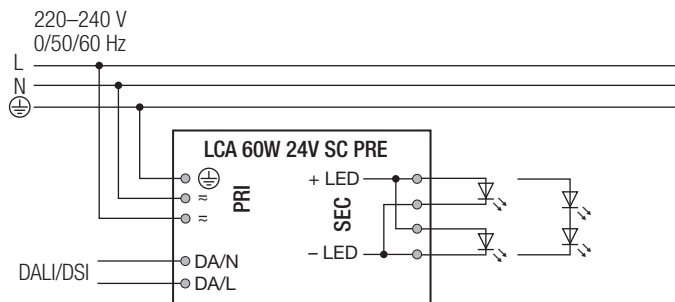 220–240 V
0/50/60 Hz
L
N
LCA 60W 24V SC PRE
+ LED
PRI
SEC
≂
≂
– LED
DALI/DSI
DA/N
DA/L